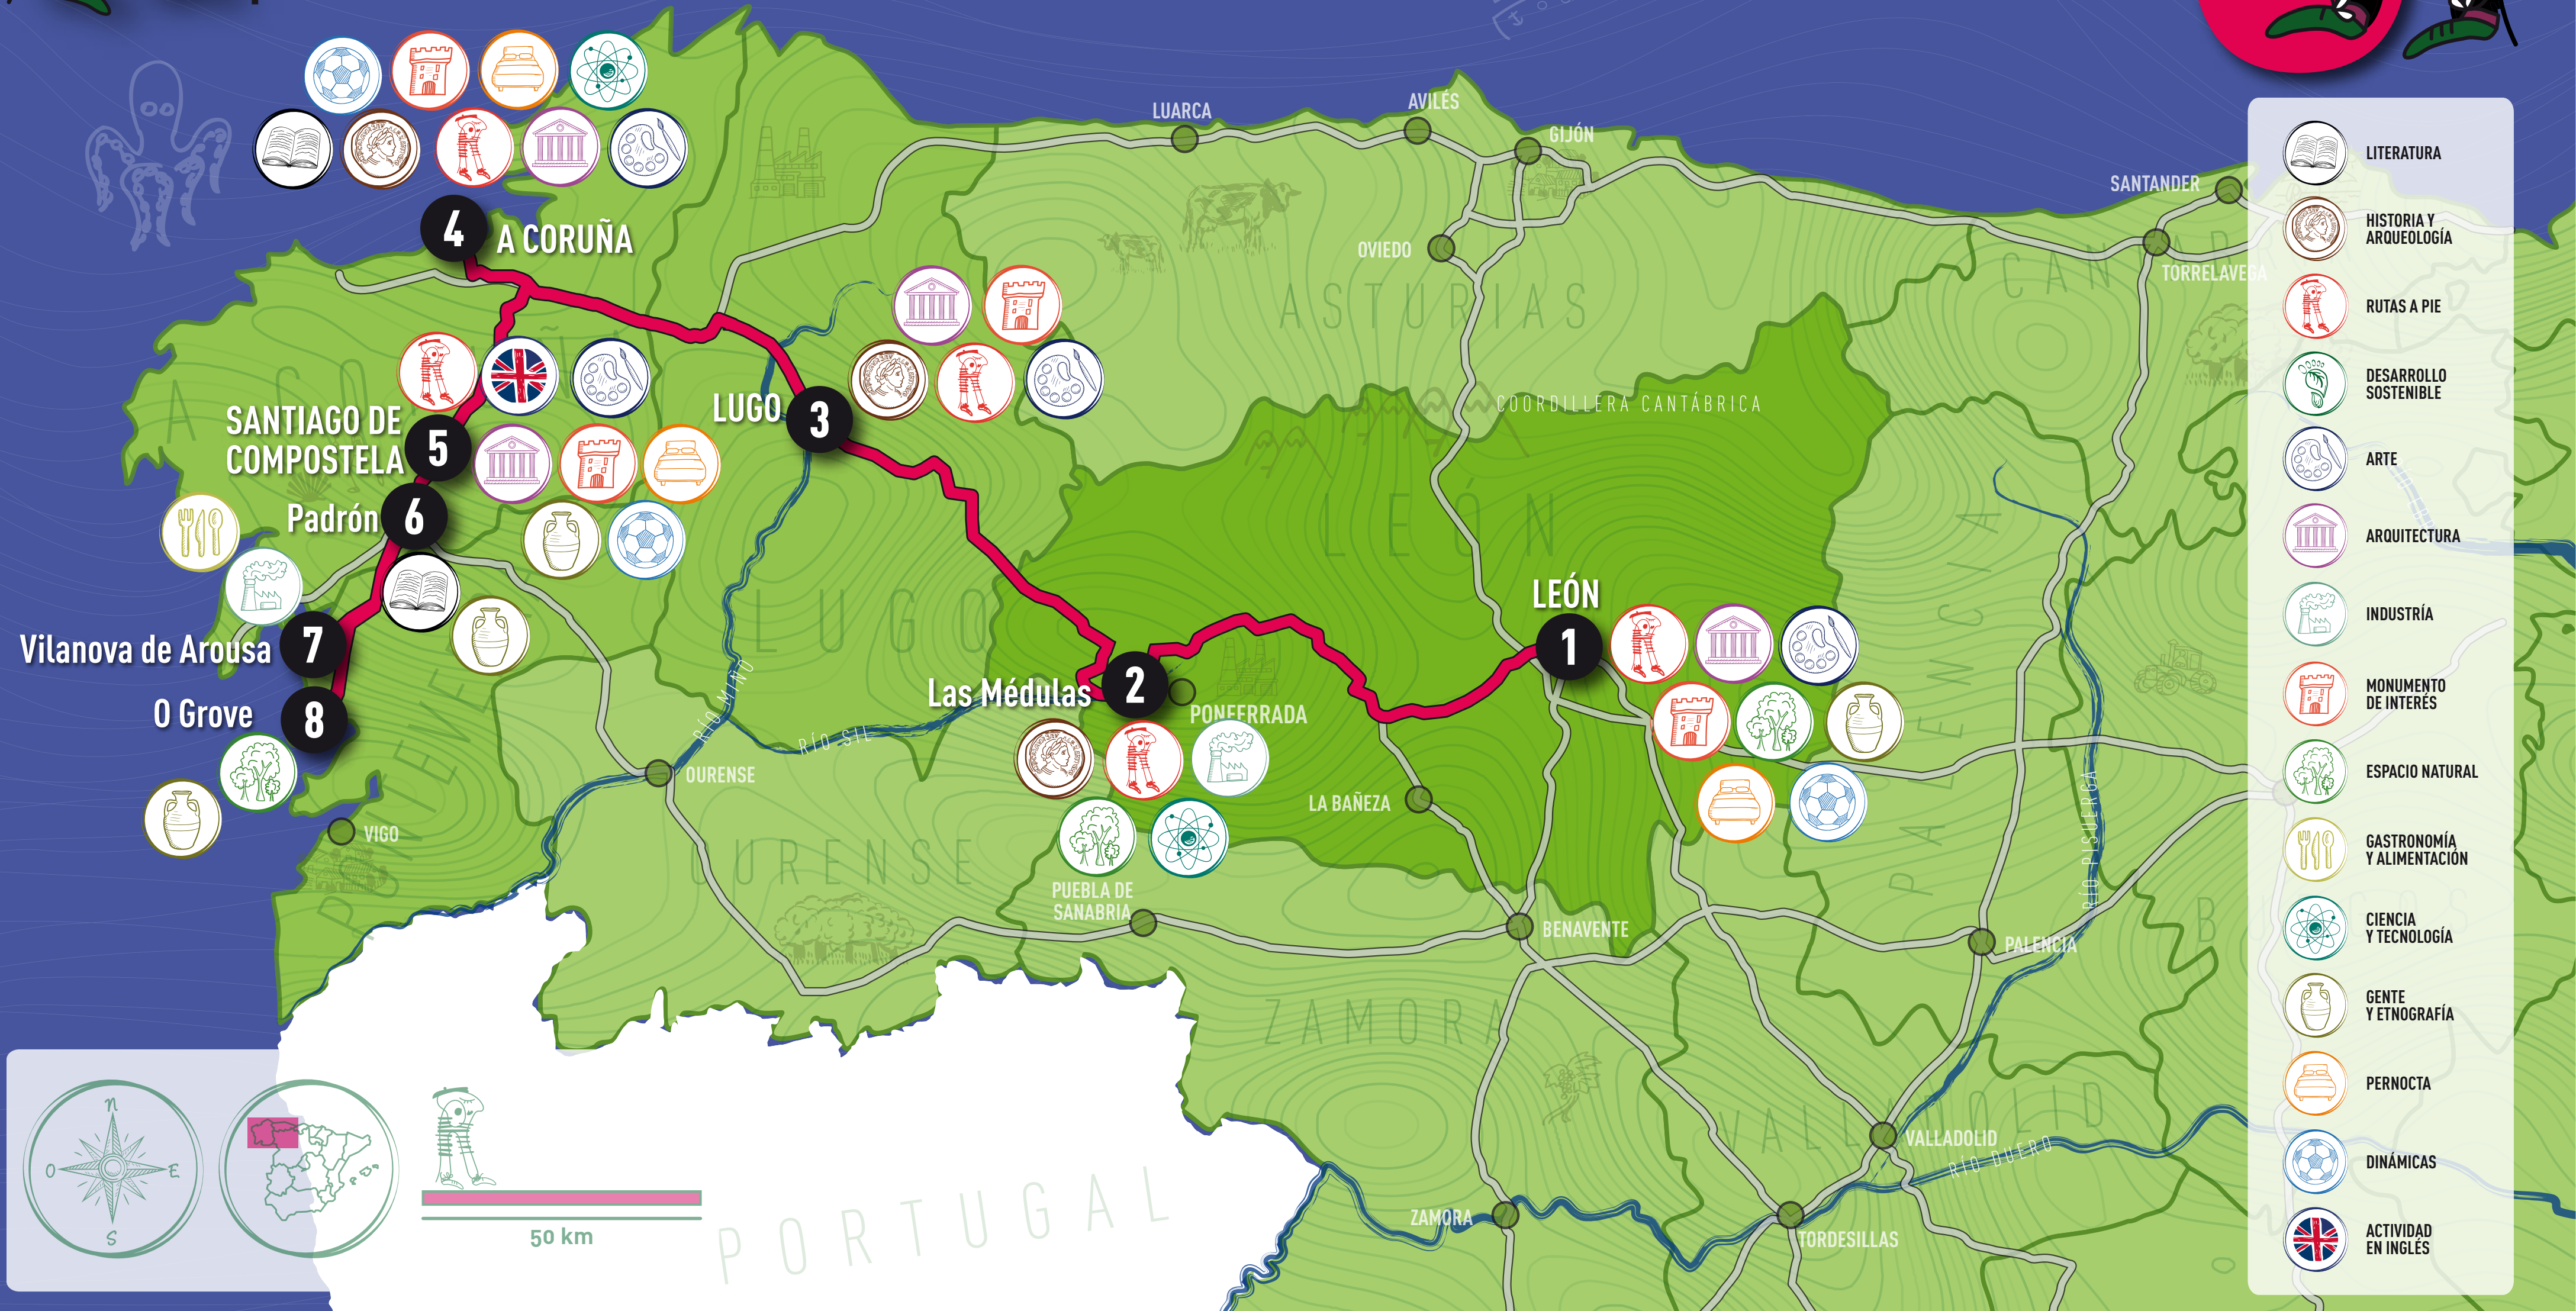 LUARCA
AVILÉS
GIJÓN
SANTANDER
TORRELAVEGA
OVIEDO
CANTABRIA
ASTURIAS
4
A CORUÑA
A CORUÑA
SANTIAGO DE
COMPOSTELA
5
LUGO
3
COORDILLERA CANTÁBRICA
Padrón
6
LEÓN
LUGO
LEÓN
1
Vilanova de Arousa
7
O Grove
8
Las Médulas
2
PONFERRADA
RÍO MIÑO
RÍO SIL
OURENSE
OURENSE
VIGO
LA BAÑEZA
PUEBLA DE
SANABRIA
BENAVENTE
PALENCIA
PALENCIA
RÍO PISUERGA
ZAMORA
VALLADOLID
VALLADOLID
RÍO DUERO
ZAMORA
TORDESILLAS
PORTUGAL
N
O
E
S
50 km
LITERATURA
HISTORIA Y
ARQUEOLOGÍA
RUTAS A PIE
DESARROLLO
SOSTENIBLE
ARTE
ARQUITECTURA
INDUSTRÍA
MONUMENTO
DE INTERÉS
ESPACIO NATURAL
GASTRONOMÍA
Y ALIMENTACIÓN
CIENCIA
Y TECNOLOGÍA
GENTE
Y ETNOGRAFÍA
PERNOCTA
DINÁMICAS
ACTIVIDAD
EN INGLÉS